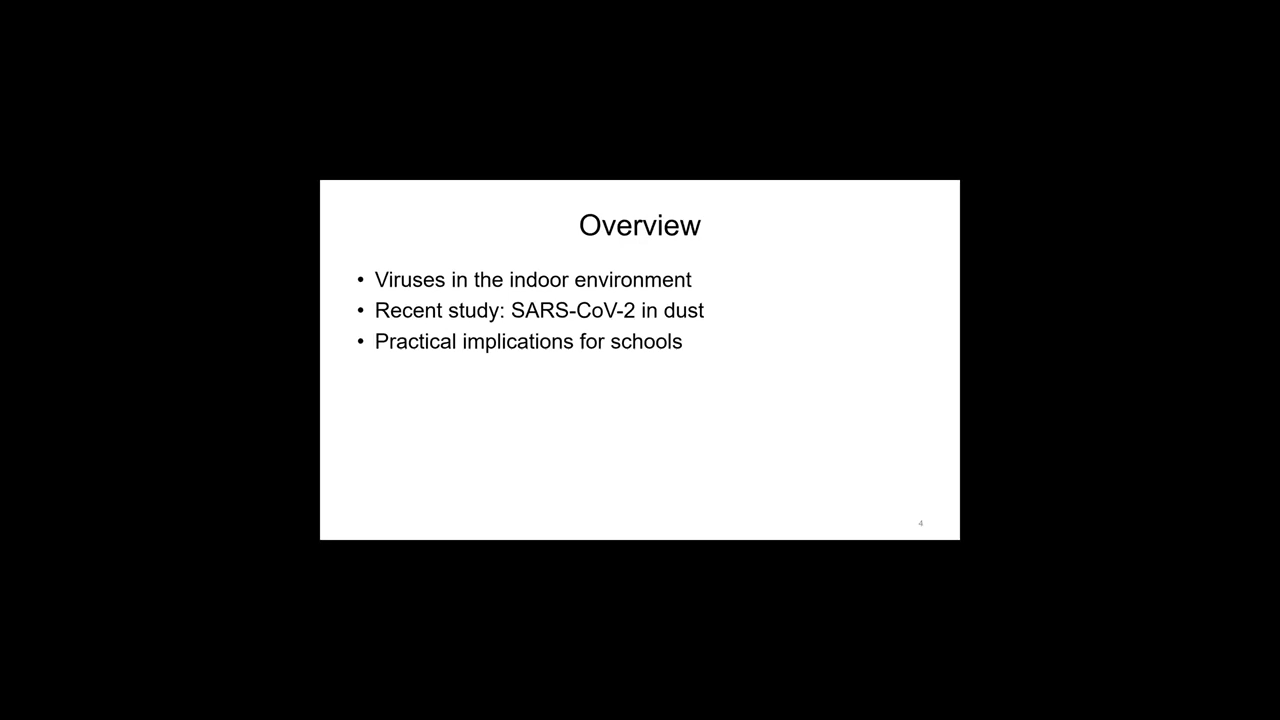 Overview
• Viruses in the indoor environment
• Recent study: SARS-CoV-2 in dust
• Practical implications for schools
4